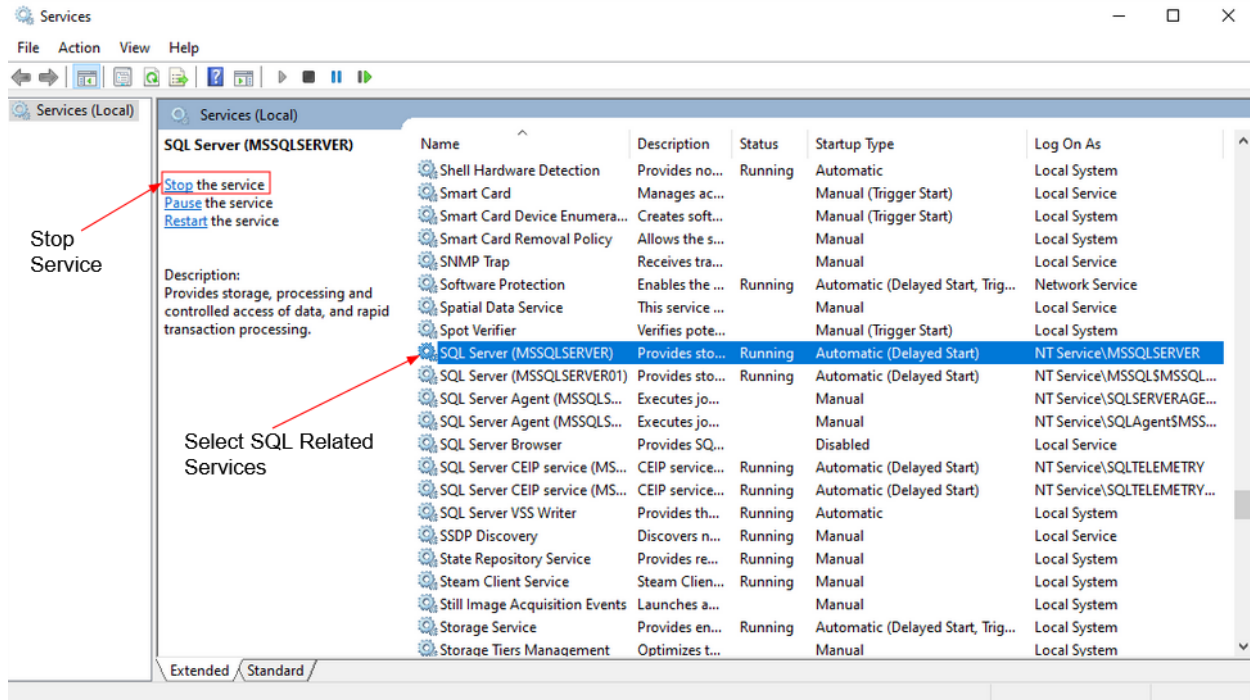 Services
File Action View Help
Services (Local)
Services (Local)
SQL Server (MSSQLSERVER)
Stop the service
Pause the service
Restart the service
Description:
Provides storage, processing and
controlled access of data, and rapid
transaction processing.
Stop
Service
Select SQL Related
Services
Name Description Status Startup Type Log On As
Shell Hardware Detection Provides no... Running Automatic Local System
Smart Card Manages ac... Manual (Trigger Start) Local Service
Smart Card Device Enumera... Creates soft... Manual (Trigger Start) Local System
Smart Card Removal Policy Allows the s... Manual Local System
SNMP Trap Receives tra... Manual Local Service
Software Protection Enables the ... Running Automatic (Delayed Start, Trig... Network Service
Spatial Data Service This service ... Manual Local Service
Spot Verifier Verifies pote... Manual (Trigger Start) Local System
SQL Server (MSSQLSERVER) Provides sto... Running Automatic (Delayed Start) NT Service\MSSQLSERVER
SQL Server (MSSQLSERVER01) Provides sto... Running Automatic (Delayed Start) NT Service\MSSQL$MSSQL...
SQL Server Agent (MSSQLS... Executes jo... Manual NT Service\SQLSERVERAGE...
SQL Server Agent (MSSQLS... Executes jo... Manual NT Service\SQLAgent$MSS...
SQL Server Browser Provides SQ... Disabled Local Service
SQL Server CEIP service (MS... CEIP service... Running Automatic (Delayed Start) NT Service\SQLTELEMETRY
SQL Server CEIP service (MS... CEIP service... Running Automatic (Delayed Start) NT Service\SQLTELEMETRY...
SQL Server VSS Writer Provides th... Running Automatic Local System
SSDP Discovery Discovers n... Running Manual Local Service
State Repository Service Provides re... Running Manual Local System
Steam Client Service Steam Clien... Running Manual Local System
Still Image Acquisition Events Launches a... Manual Local System
Storage Service Provides en... Running Automatic (Delayed Start, Trig... Local System
Storage Tiers Management Optimizes t... Manual Local System
Extended Standard